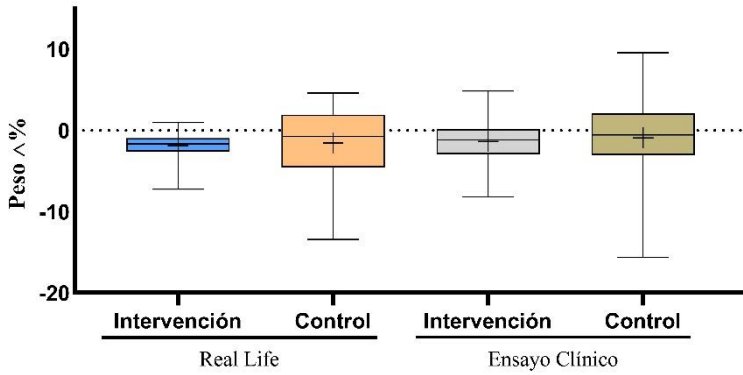 10
0
-10
-20
Peso ^%
Intervención Control Intervención Control
Real Life Ensayo Clínico